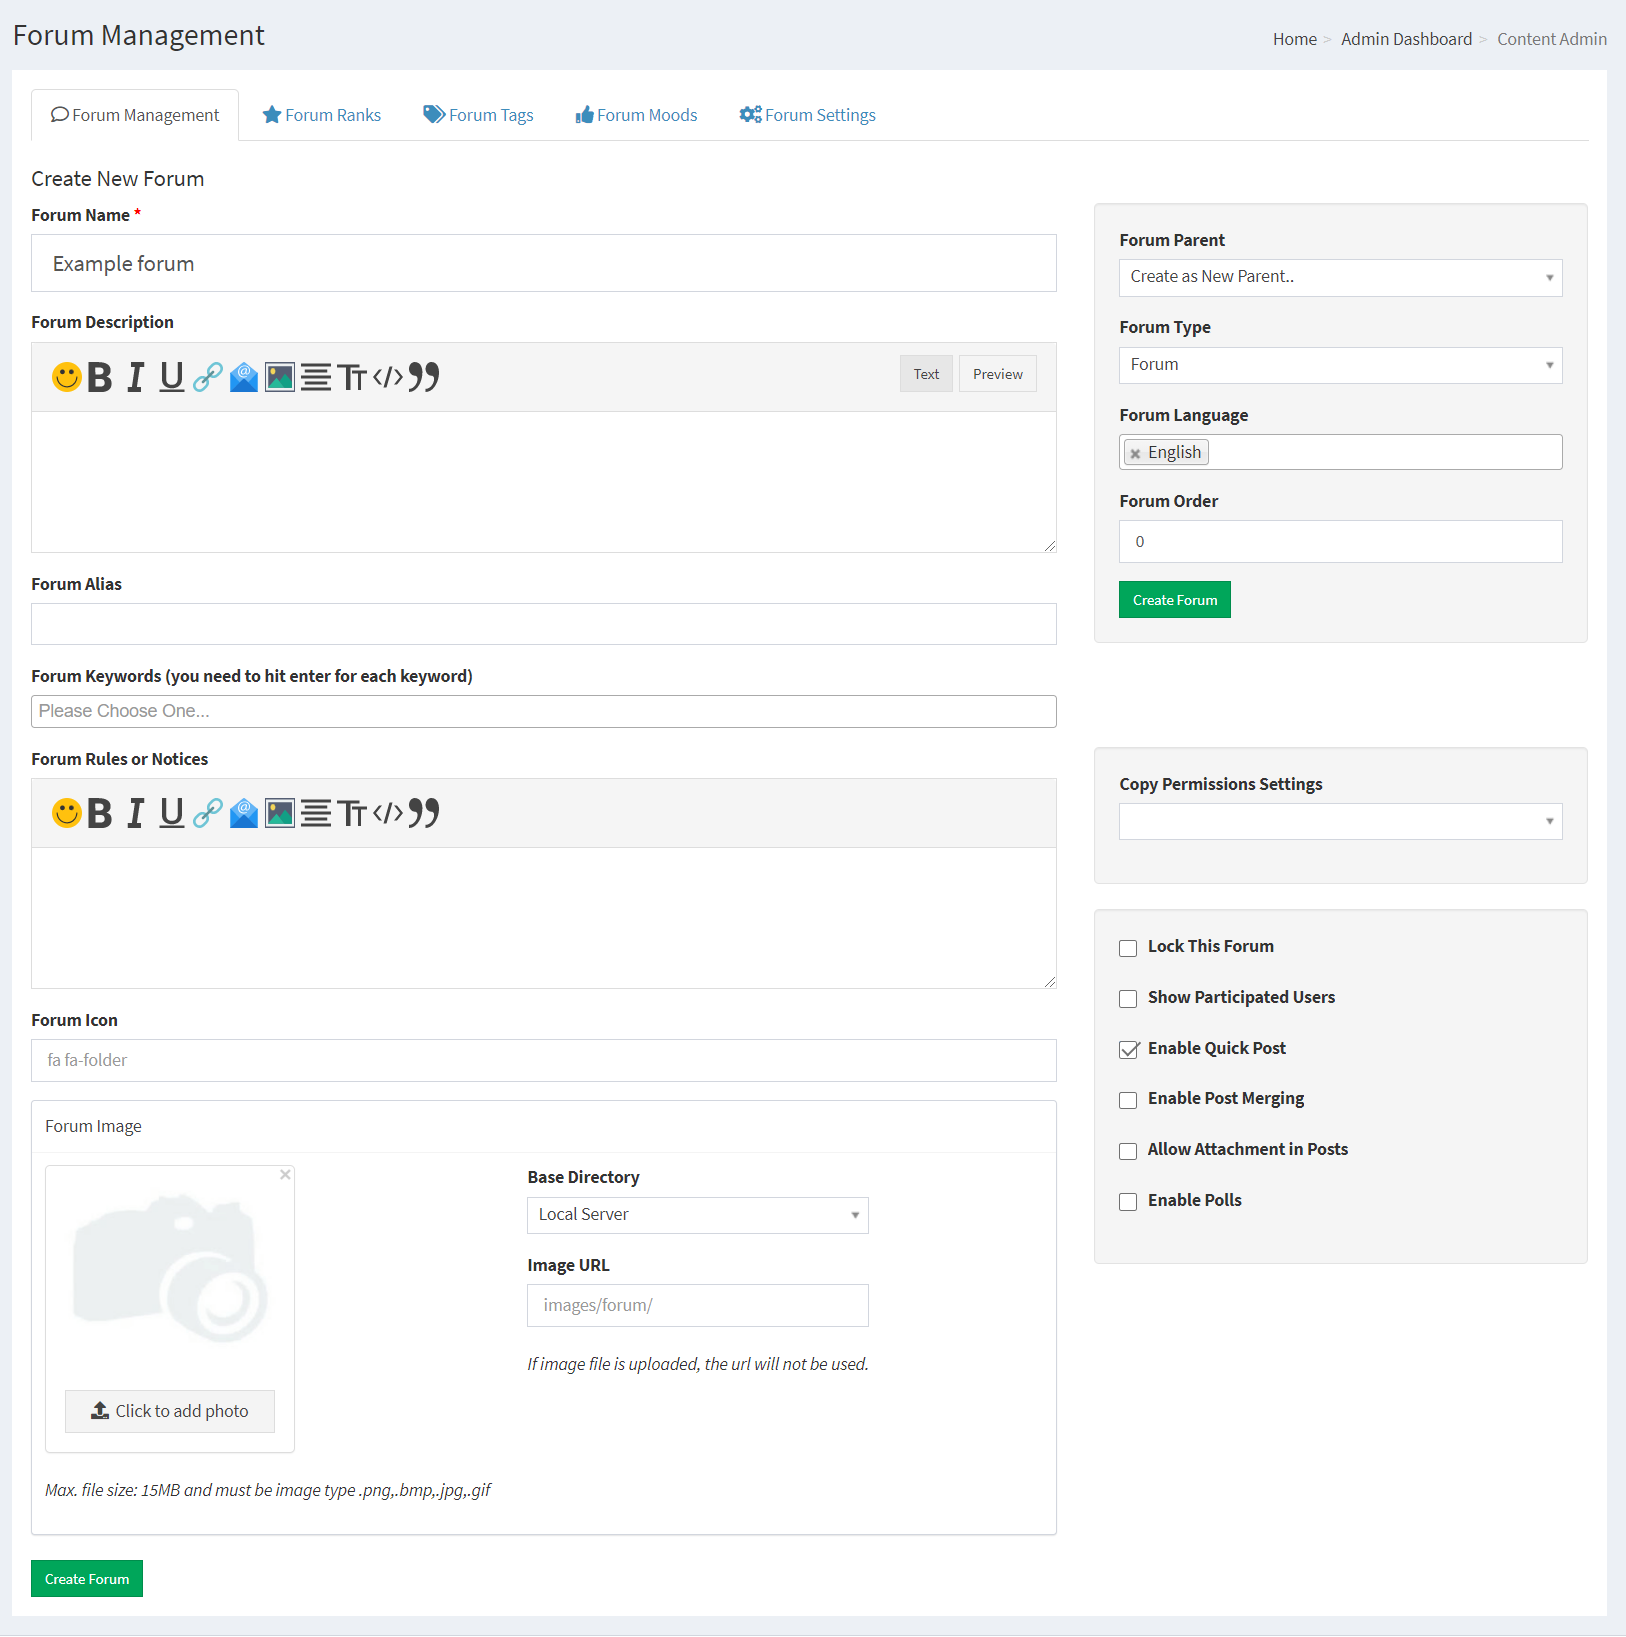 Forum Management
Home > Admin Dashboard > Content Admin
Forum Management
Forum Ranks
Forum Tags
Forum Moods
Forum Settings
Create New Forum
Forum Name *
Example forum
Forum Description
Text
Preview
Forum Alias
Forum Keywords (you need to hit enter for each keyword)
Please Choose One...
Forum Rules or Notices
Forum Icon
fa fa-folder
Forum Image
Click to add photo
Max. file size: 15MB and must be image type .png,.bmp,.jpg,.gif
Base Directory
Local Server
Image URL
images/forum/
If image file is uploaded, the url will not be used.
Create Forum
Forum Parent
Create as New Parent..
Forum Type
Forum
Forum Language
× English
Forum Order
0
Create Forum
Copy Permissions Settings
Lock This Forum
Show Participated Users
Enable Quick Post
Enable Post Merging
Allow Attachment in Posts
Enable Polls